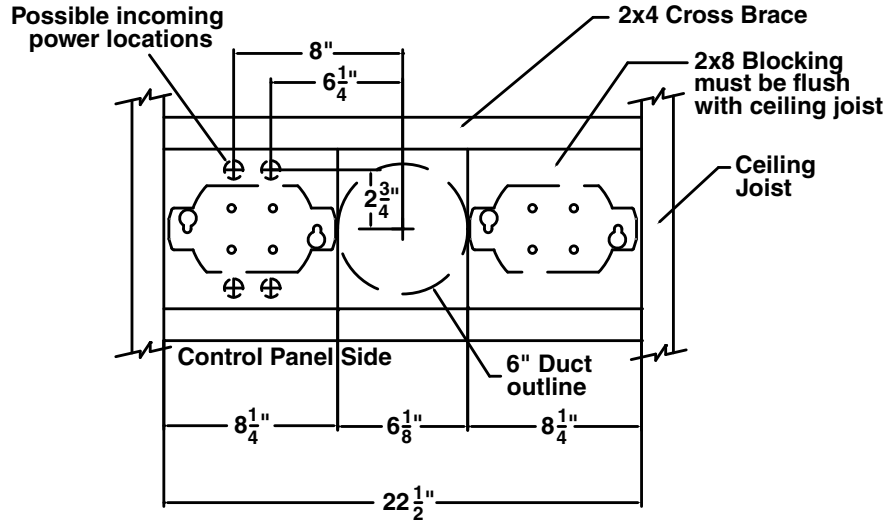 Possible incoming
power locations
8"
6 1/4"
2x4 Cross Brace
2x8 Blocking
must be flush
with ceiling joist
Ceiling
Joist
2 3/4"
Control Panel Side
6" Duct
outline
8 1/4"
6 1/8"
8 1/4"
22 1/2"